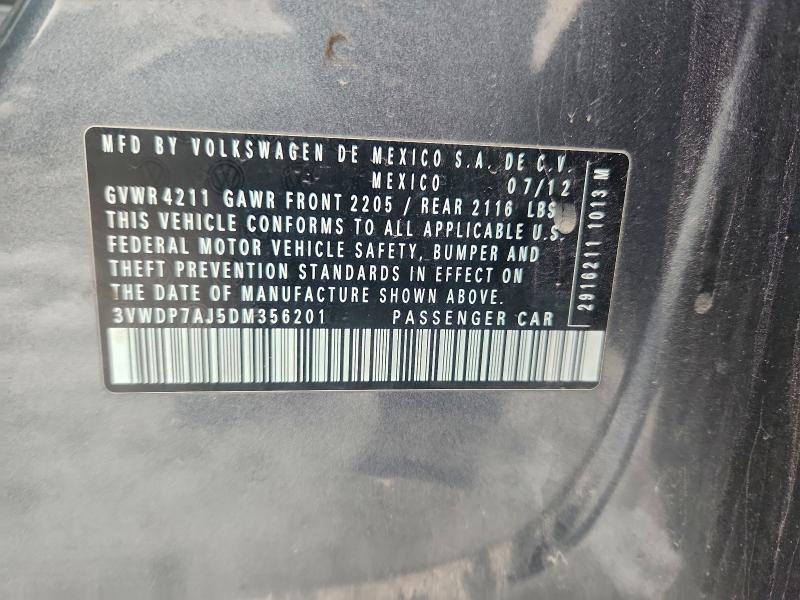 MFD BY VOLKSWAGEN DE MEXICO S.A. DE C.V.
MEXICO 07/12
GVWR 4211 GAWR FRONT 2205 / REAR 2116 LBS
THIS VEHICLE CONFORMS TO ALL APPLICABLE U.S.
FEDERAL MOTOR VEHICLE SAFETY, BUMPER AND
THEFT PREVENTION STANDARDS IN EFFECT ON
THE DATE OF MANUFACTURE SHOWN ABOVE.
3VWDP7AJ5DM356201 PASSENGER CAR
2916211 1013 M